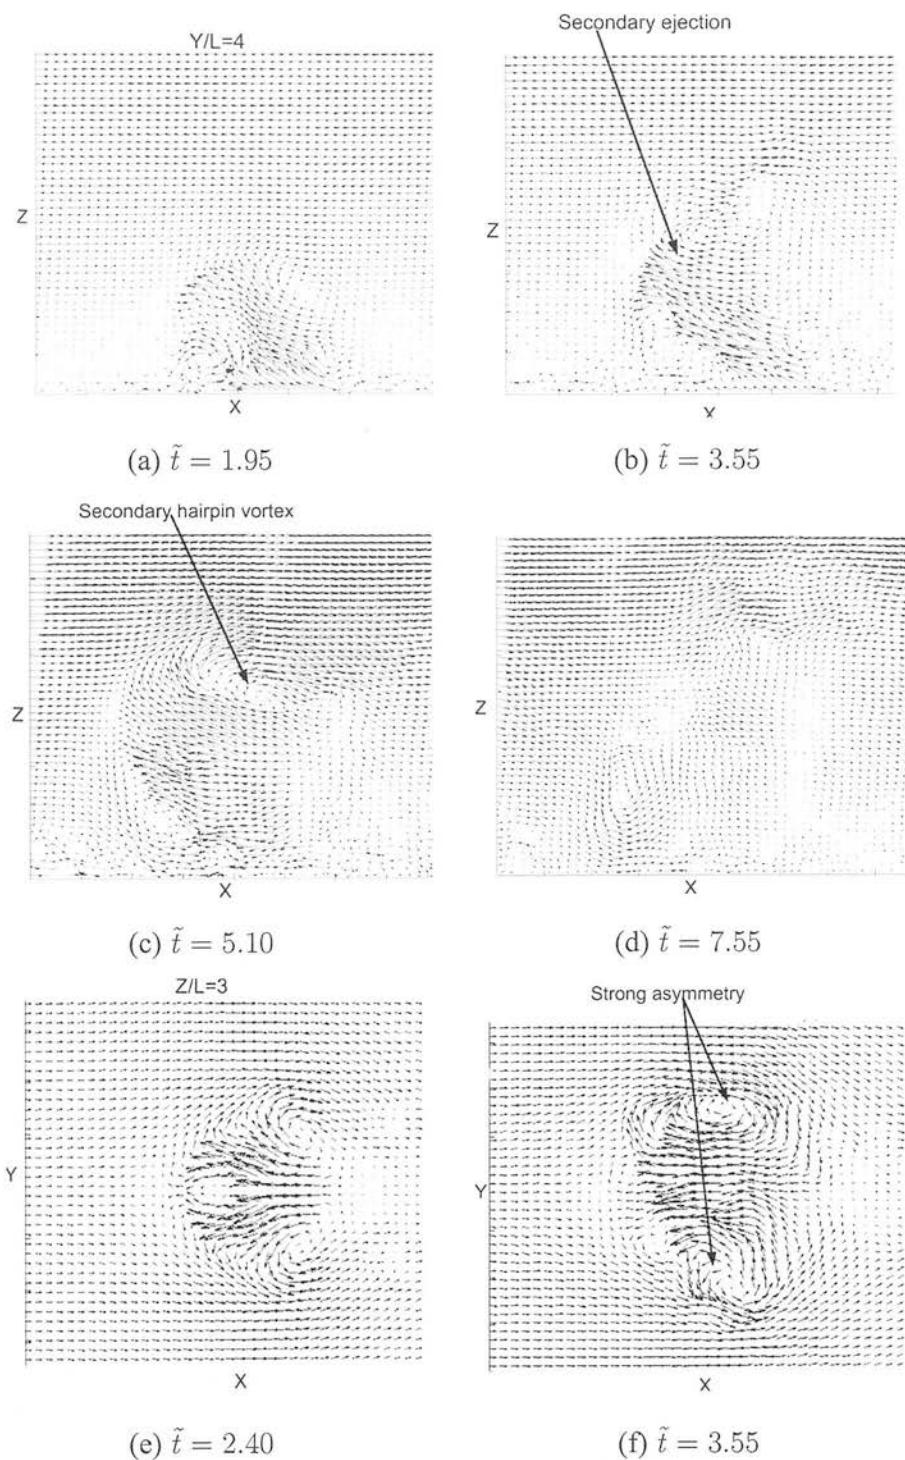 Y/L=4
Secondary ejection
Z
Z
X
X
(a) t̃ = 1.95
(b) t̃ = 3.55
Secondary hairpin vortex
Z
Z
X
X
(c) t̃ = 5.10
(d) t̃ = 7.55
Z/L=3
Strong asymmetry
Y
Y
X
X
(e) t̃ = 2.40
(f) t̃ = 3.55